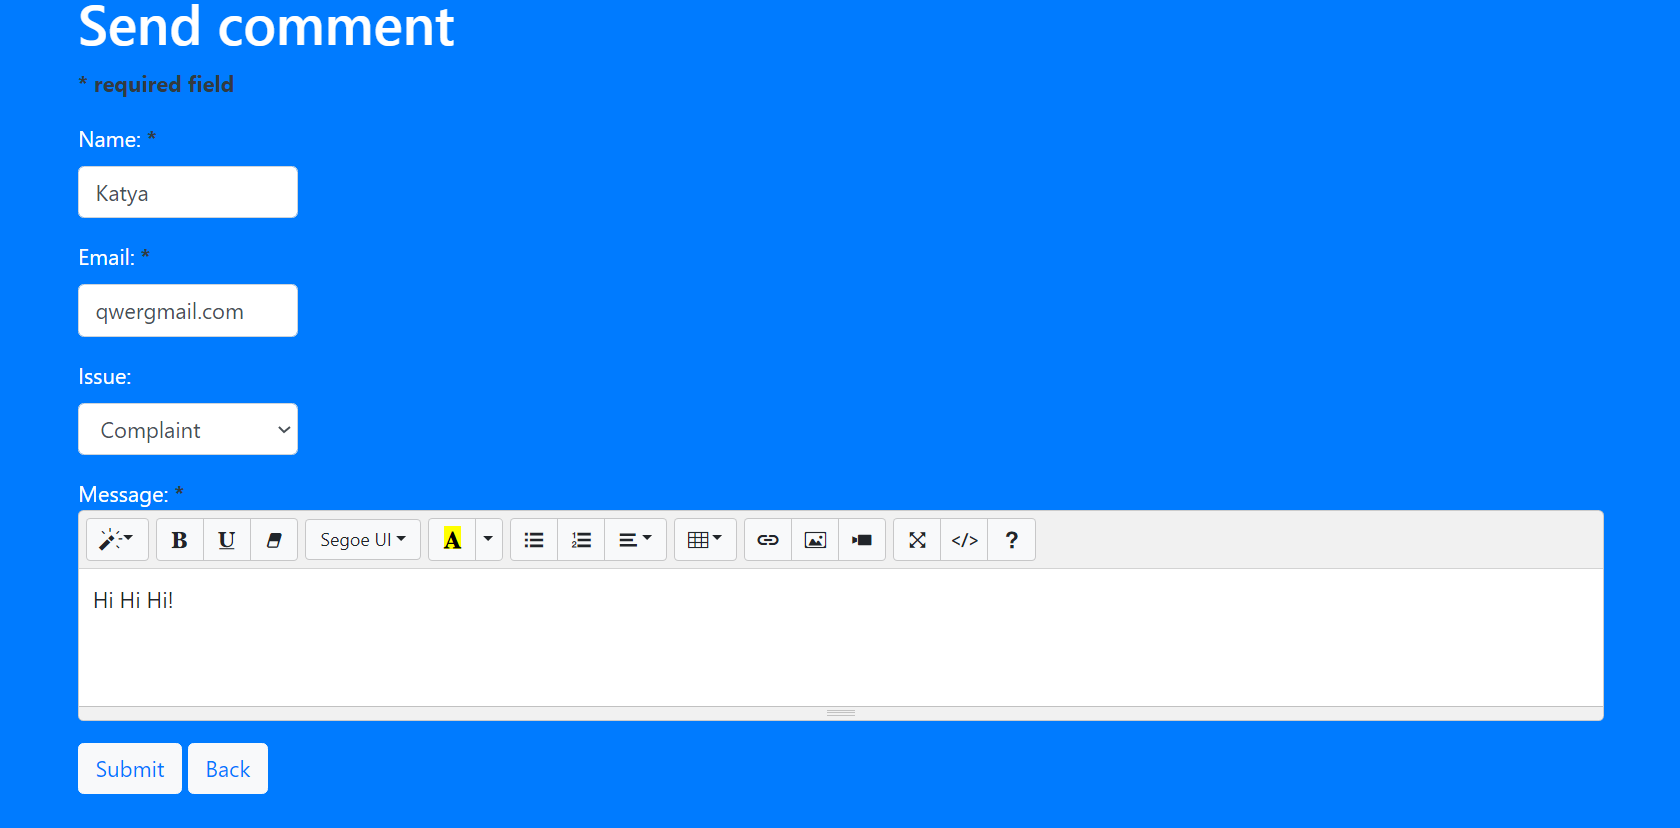 Send comment
* required field
Name: *
Katya
Email: *
qwergmail.com
Issue:
Complaint
Message: *
B U Segoe UI A </> ?
Hi Hi Hi!
Submit Back